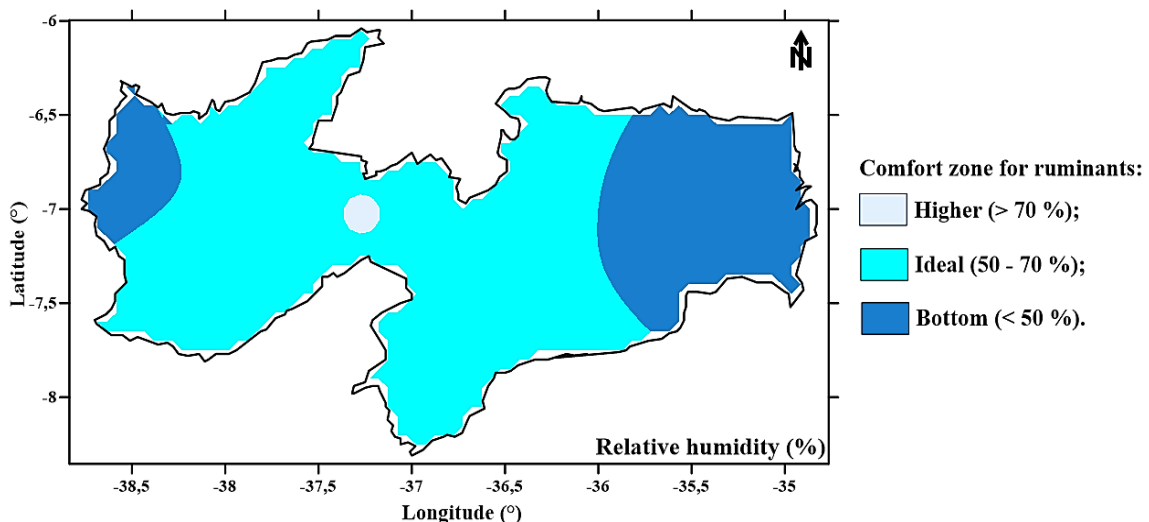 -6
-6,5
-7
-7,5
-8
Latitude (°)
N
Relative humidity (%)
-38,5
-38
-37,5
-37
-36,5
-36
-35,5
-35
Longitude (°)
Comfort zone for ruminants:
Higher (> 70 %);
Ideal (50 - 70 %);
Bottom (< 50 %).